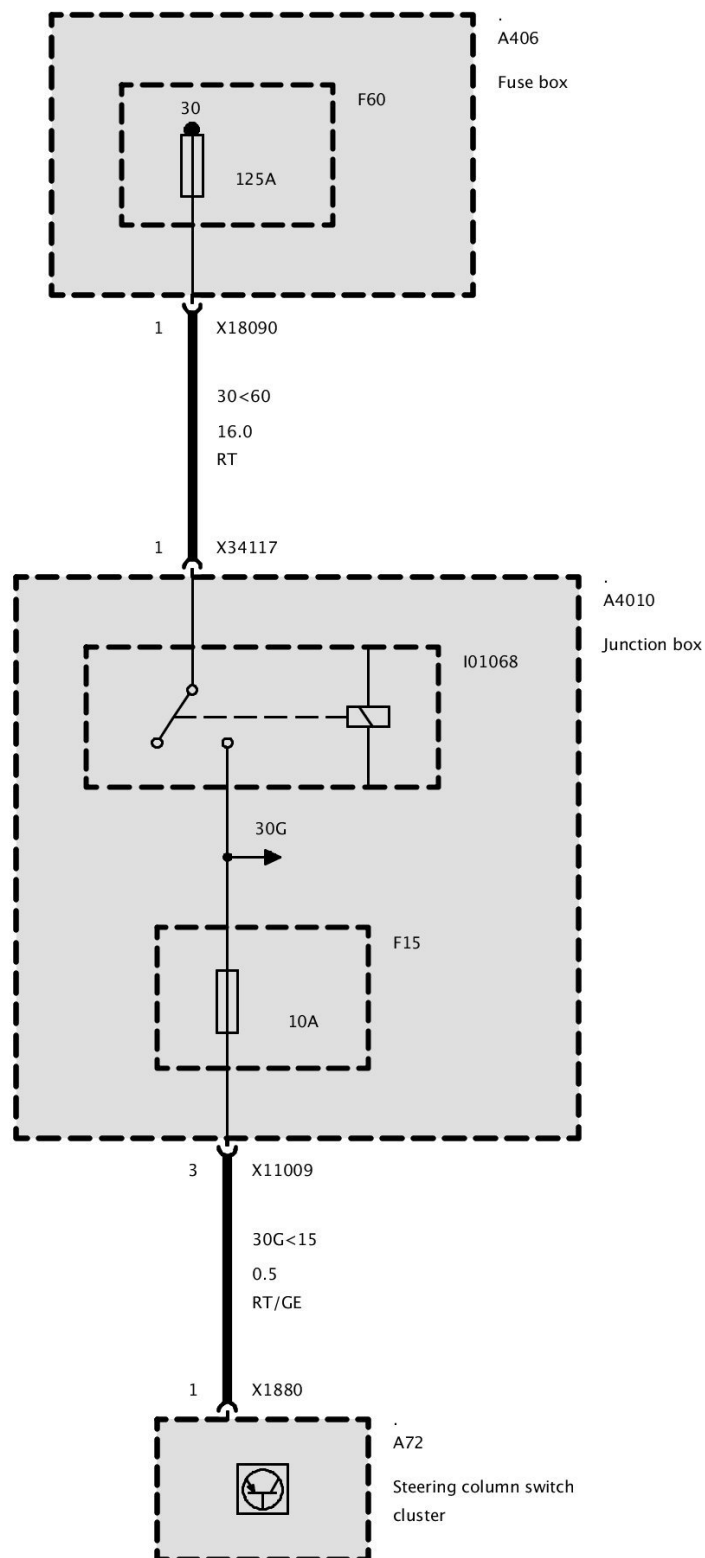 .
A406
Fuse box
F60
30
125A
1 X18090
30<60
16.0
RT
1 X34117
.
A4010
Junction box
I01068
30G
F15
10A
3 X11009
30G<15
0.5
RT/GE
1 X1880
.
A72
Steering column switch
cluster